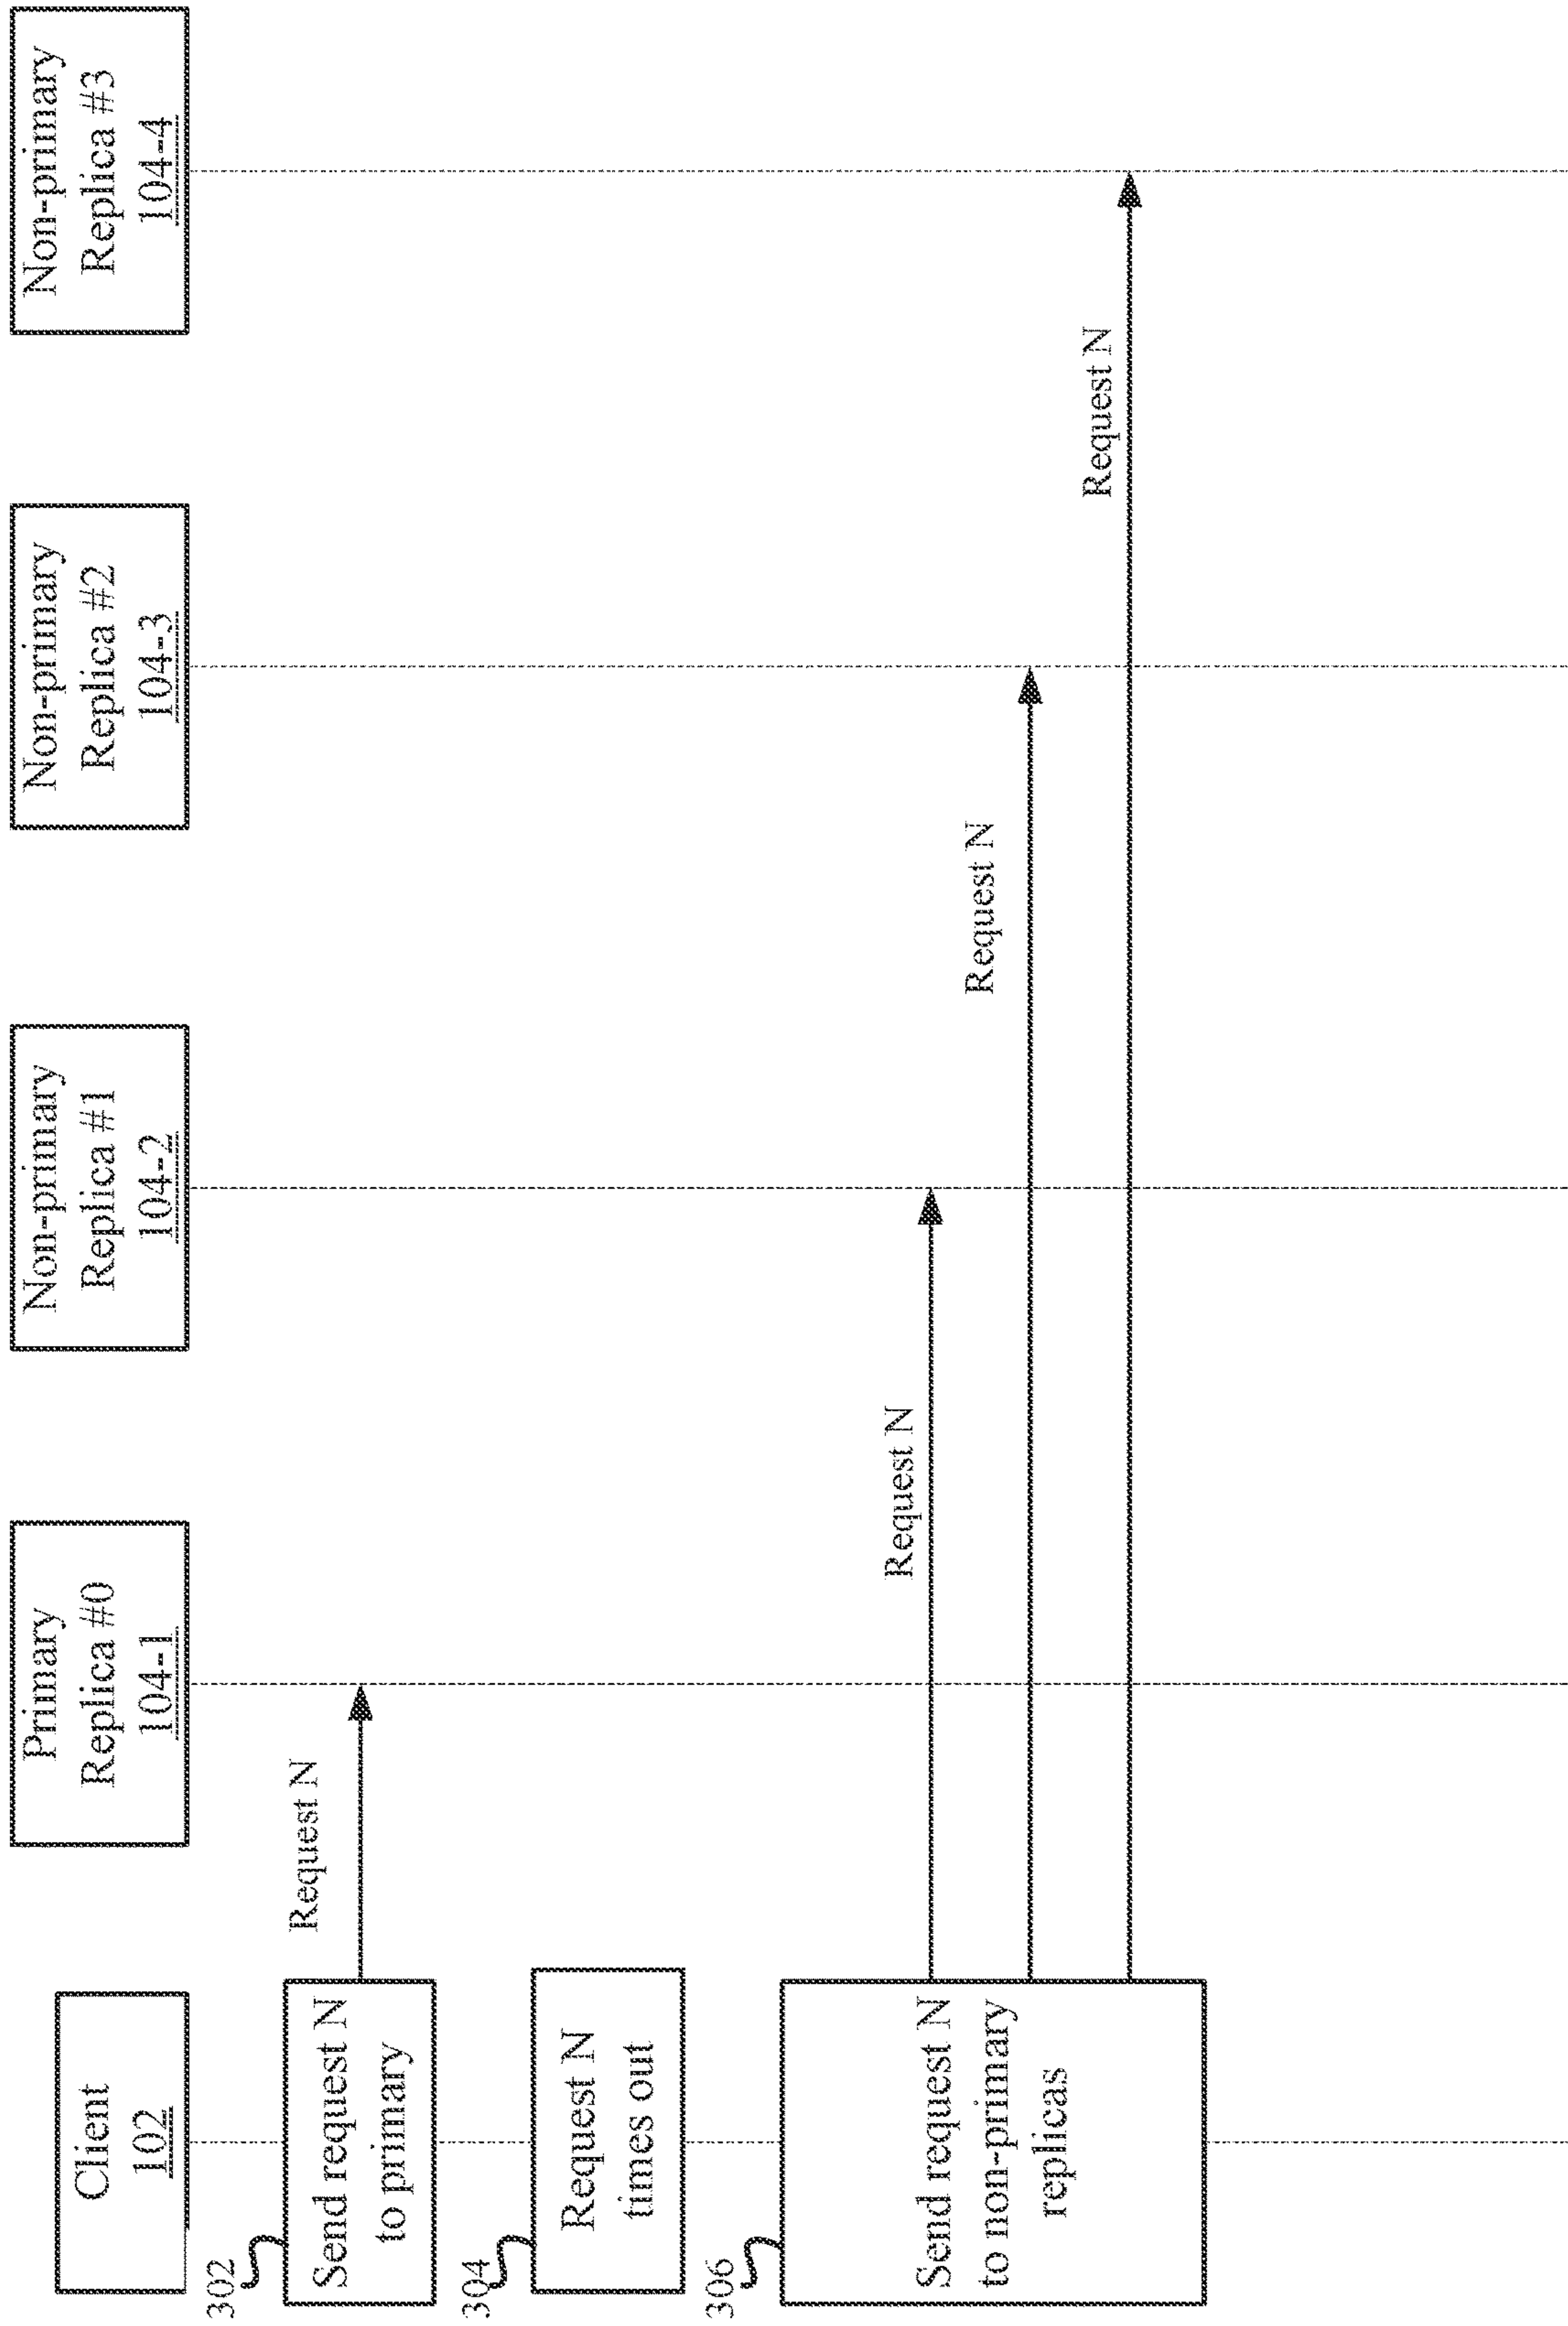 Client
102
Primary
Replica #0
104-1
Non-primary
Replica #1
104-2
Non-primary
Replica #2
104-3
Non-primary
Replica #3
104-4
302
Send request N
to primary
Request N
304
Request N
times out
306
Send request N
to non-primary
replicas
Request N
Request N
Request N